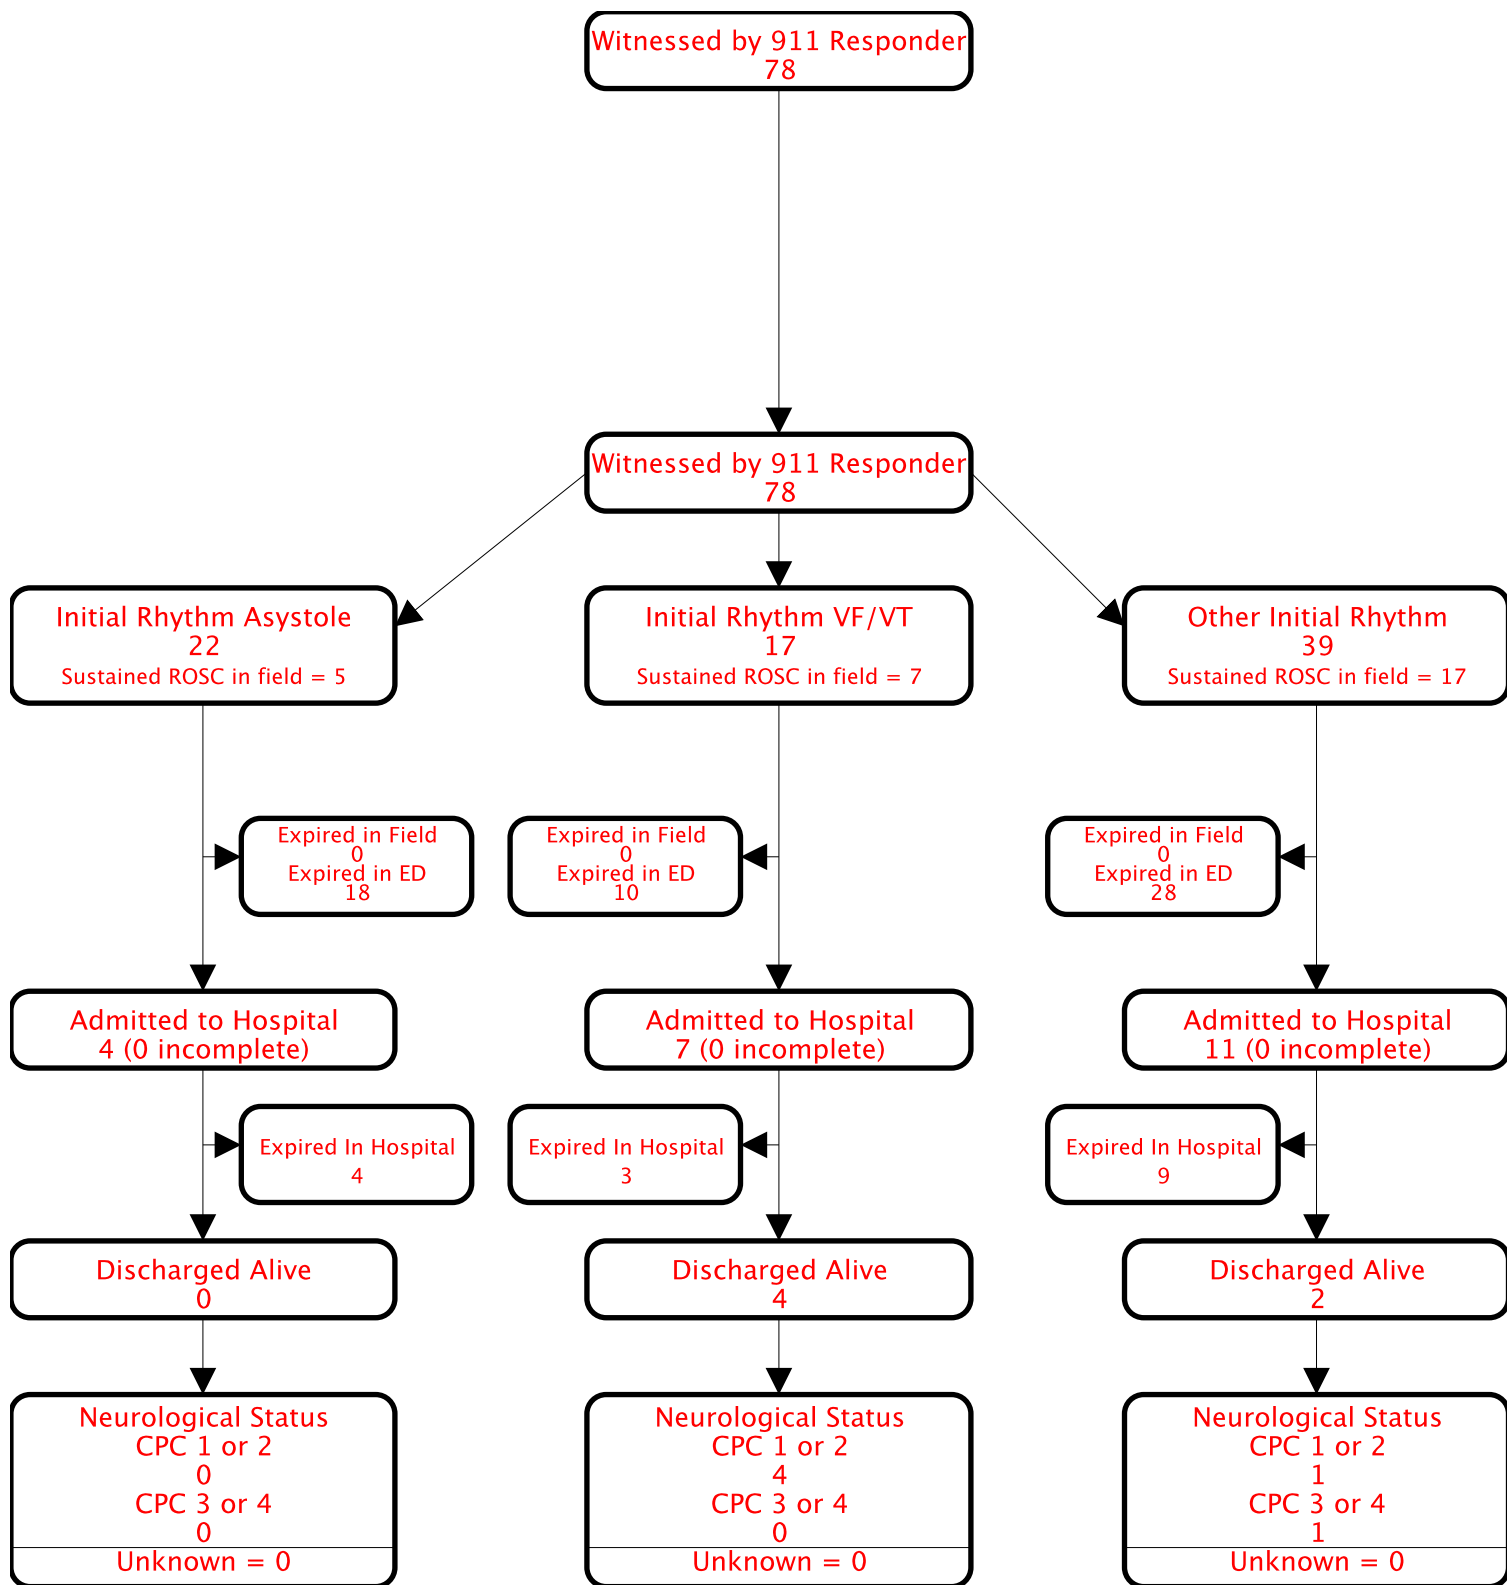 Witnessed by 911 Responder
78
Witnessed by 911 Responder
78
Initial Rhythm Asystole
22
Sustained ROSC in field = 5
Initial Rhythm VF/VT
17
Sustained ROSC in field = 7
Other Initial Rhythm
39
Sustained ROSC in field = 17
Expired in Field
0
Expired in ED
18
Expired in Field
0
Expired in ED
10
Expired in Field
0
Expired in ED
28
Admitted to Hospital
4 (0 incomplete)
Admitted to Hospital
7 (0 incomplete)
Admitted to Hospital
11 (0 incomplete)
Expired In Hospital
4
Expired In Hospital
3
Expired In Hospital
9
Discharged Alive
0
Discharged Alive
4
Discharged Alive
2
Neurological Status
CPC 1 or 2
0
CPC 3 or 4
0
Unknown = 0
Neurological Status
CPC 1 or 2
4
CPC 3 or 4
0
Unknown = 0
Neurological Status
CPC 1 or 2
1
CPC 3 or 4
1
Unknown = 0